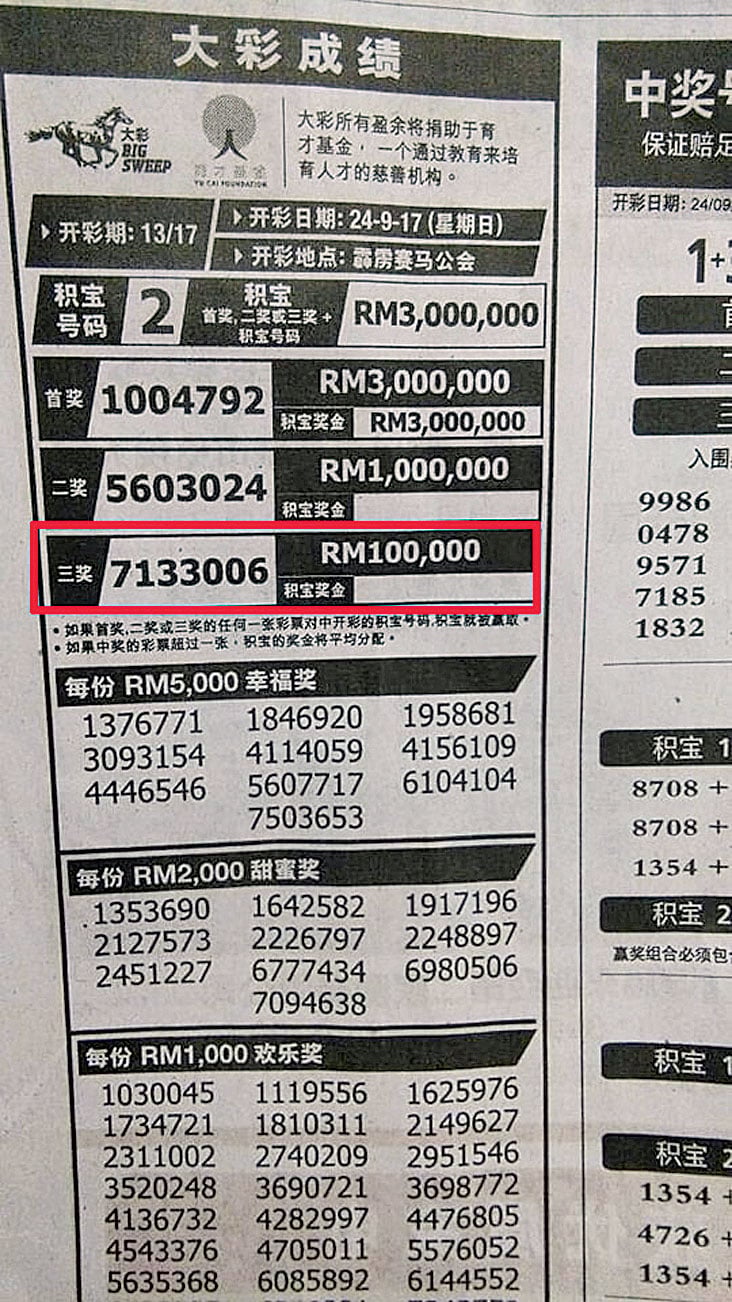 大彩成绩
大彩
BIG
SWEEP
育才基金
YU CAI FOUNDATION
大彩所有盈余将捐助于育
才基金，一个通过教育来培
育人才的慈善机构。
开彩期: 13/17
开彩日期: 24-9-17 (星期日)
开彩地点: 霹雳赛马公会
积宝
号码
2
积宝
首奖,二奖或三奖 +
积宝号码
RM3,000,000
首奖
1004792
RM3,000,000
积宝奖金
RM3,000,000
二奖
5603024
RM1,000,000
积宝奖金
三奖
7133006
RM100,000
积宝奖金
• 如果首奖,二奖或三奖的任何一张彩票对中开彩的积宝号码,积宝就被赢取。
• 如果中奖的彩票超过一张，积宝的奖金将平均分配。
每份 RM5,000 幸福奖
1376771 1846920 1958681
3093154 4114059 4156109
4446546 5607717 6104104
7503653
每份 RM2,000 甜蜜奖
1353690 1642582 1917196
2127573 2226797 2248897
2451227 6777434 6980506
7094638
每份 RM1,000 欢乐奖
1030045 1119556 1625976
1734721 1810311 2149627
2311002 2740209 2951546
3520248 3690721 3698772
4136732 4282997 4476805
4543376 4705011 5576052
5635368 6085892 6144552
中奖号
保证赔足
开彩日期: 24/09
1+3
首
二
三
入围
9986
0478
9571
7185
1832
积宝 1
8708 +
8708 +
1354 +
积宝 2
赢奖组合必须包
积宝 1
积宝 2
1354 +
4726 +
1354 +